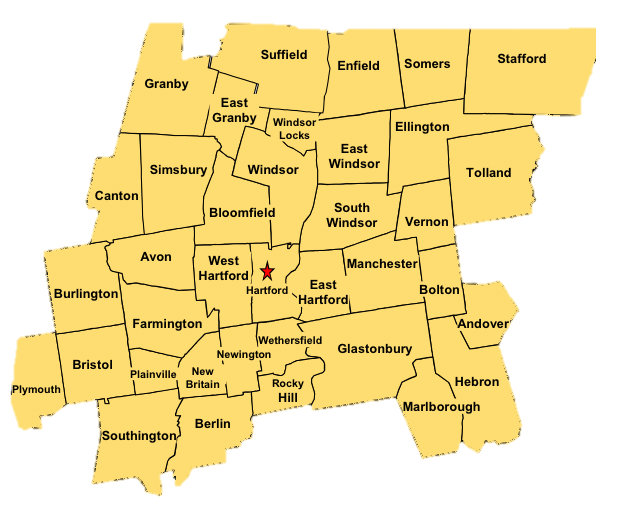 Suffield
Enfield
Somers
Stafford
Granby
East
Granby
Windsor
Locks
Ellington
East
Windsor
Simsbury
Windsor
Tolland
Canton
Bloomfield
South
Windsor
Vernon
Avon
West
Hartford
Hartford
East
Hartford
Manchester
Bolton
Burlington
Farmington
Andover
Wethersfield
Glastonbury
Newington
Bristol
Plainville
New
Britain
Rocky
Hill
Hebron
Plymouth
Marlborough
Berlin
Southington